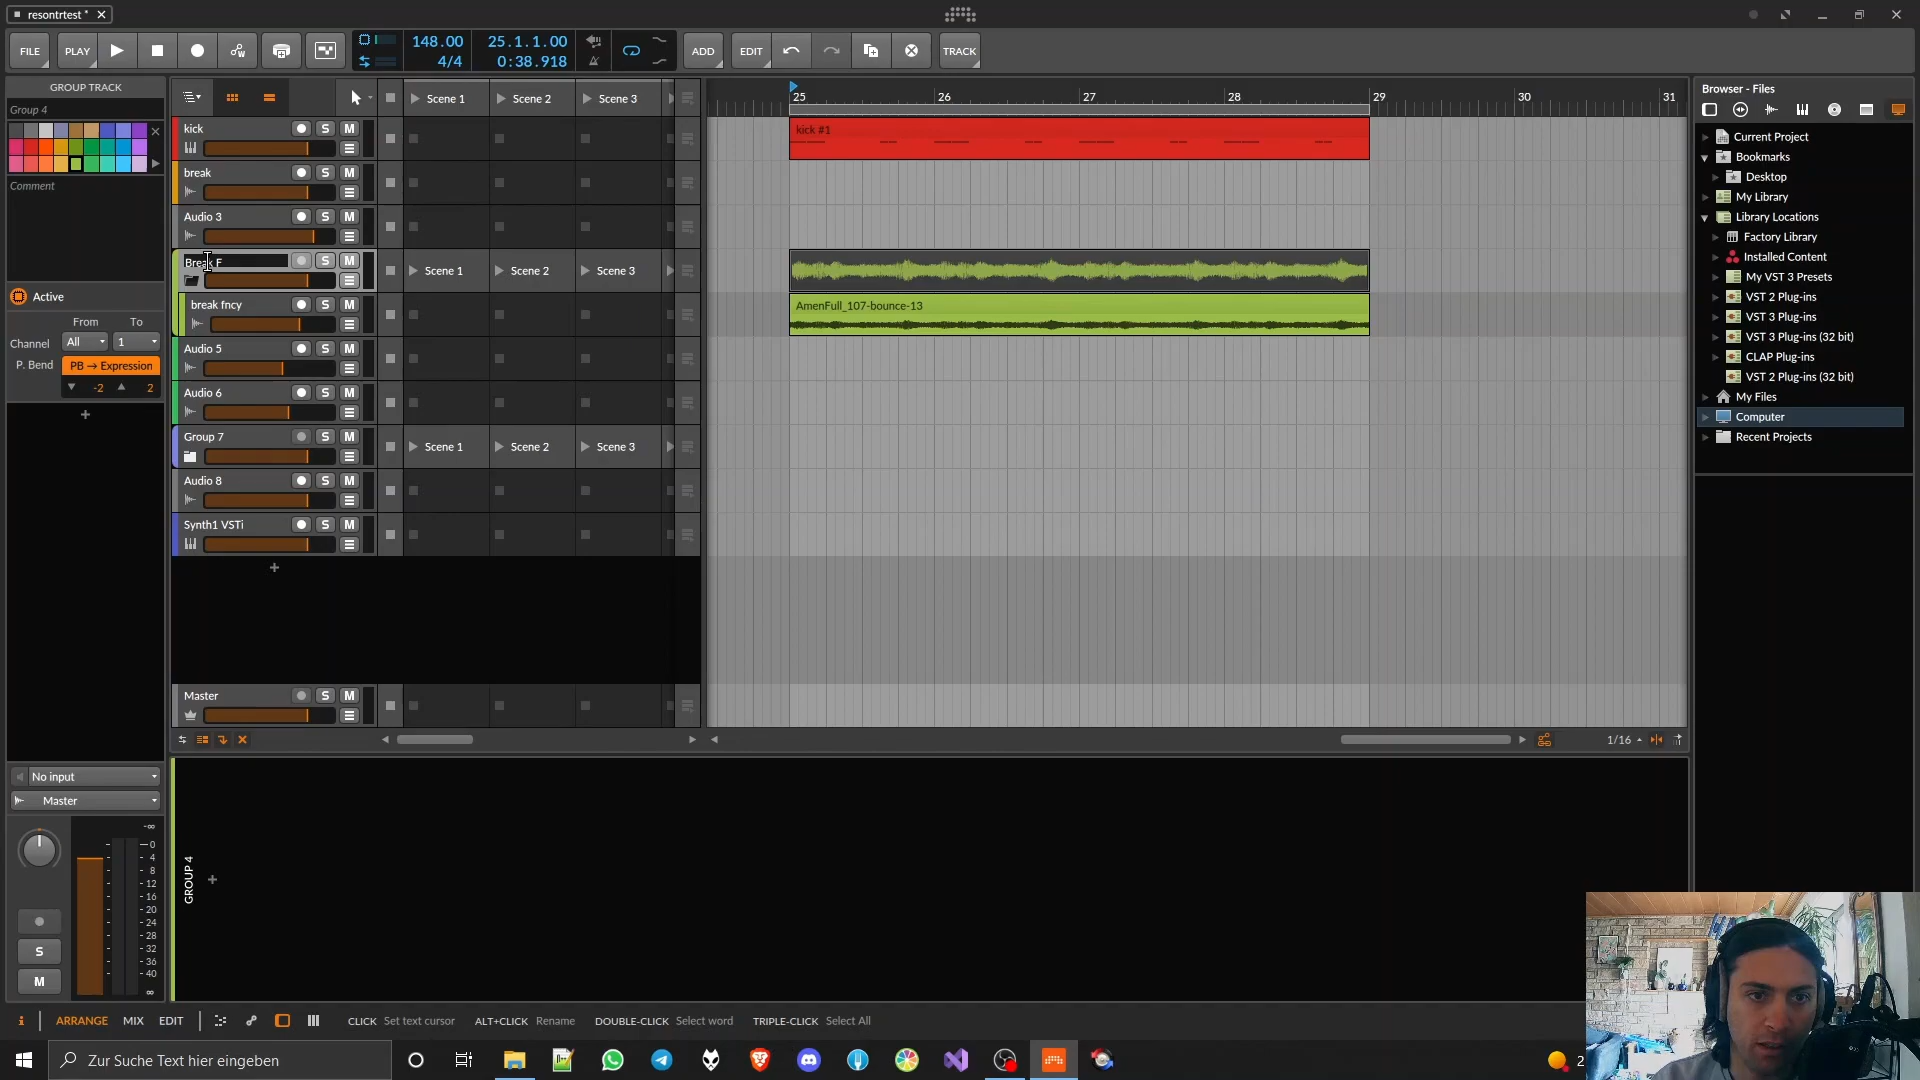 resontrtest *
FILE PLAY ADD EDIT TRACK
148.00
4/4
25.1.1.00
0:38.918
GROUP TRACK
Group 4
Comment
Active
From To
Channel All 1
P. Bend PB → Expression
-2 2
No input
Master
-∞
0
4
8
12
16
20
24
28
32
36
40
∞
S
M
Scene 1 Scene 2 Scene 3
25 26 27 28 29 30 31
kick S M
kick #1
break S M
Audio 3 S M
Break F S M
Scene 1 Scene 2 Scene 3
break fncy S M
AmenFull_107-bounce-13
Audio 5 S M
Audio 6 S M
Group 7 S M
Scene 1 Scene 2 Scene 3
Audio 8 S M
Synth1 VSTi S M
+
Master S M
1/16
GROUP 4 +
Browser - Files
Current Project
Bookmarks
Desktop
My Library
Library Locations
Factory Library
Installed Content
My VST 3 Presets
VST 2 Plug-ins
VST 3 Plug-ins
VST 3 Plug-ins (32 bit)
CLAP Plug-ins
VST 2 Plug-ins (32 bit)
My Files
Computer
Recent Projects
i ARRANGE MIX EDIT CLICK Set text cursor ALT+CLICK Rename DOUBLE-CLICK Select word TRIPLE-CLICK Select All
Zur Suche Text hier eingeben
2